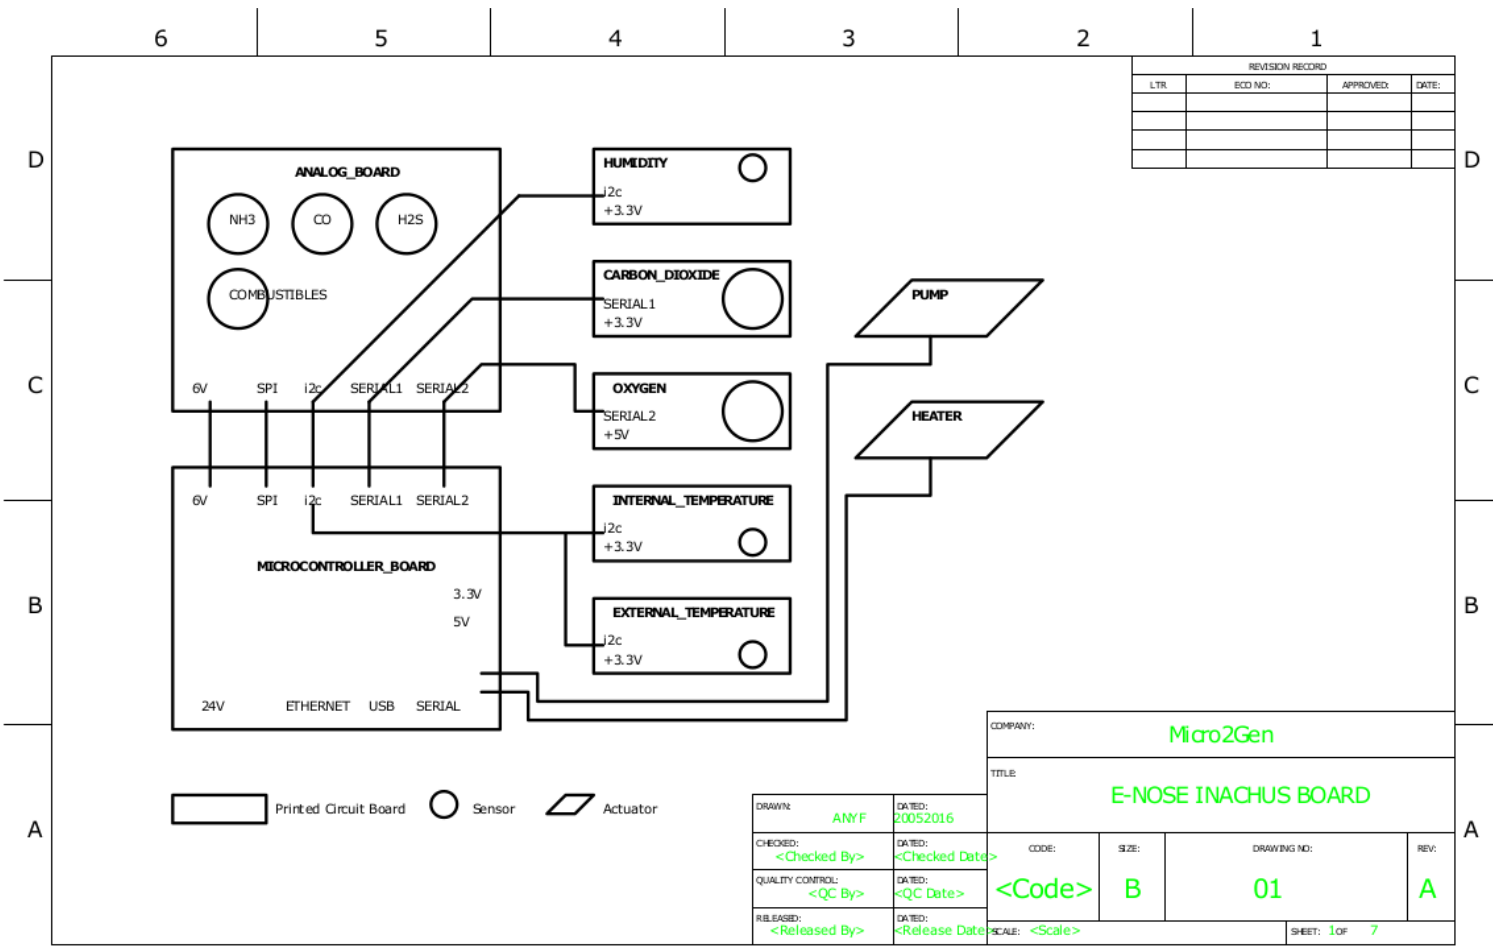 6 5 4 3 2 1
REVISION RECORD
LTR ECO NO: APPROVED: DATE:
D D
ANALOG_BOARD
NH3 CO H2S
COMBUSTIBLES
6V SPI i2c SERIAL1 SERIAL2
HUMIDITY
i2c
+3.3V
CARBON_DIOXIDE
SERIAL1
+3.3V
OXYGEN
SERIAL2
+5V
PUMP
HEATER
C C
6V SPI i2c SERIAL1 SERIAL2
MICROCONTROLLER_BOARD
3.3V
5V
24V ETHERNET USB SERIAL
INTERNAL_TEMPERATURE
i2c
+3.3V
EXTERNAL_TEMPERATURE
i2c
+3.3V
B B
Printed Circuit Board Sensor Actuator
A A
COMPANY:
Micro2Gen
TITLE:
E-NOSE INACHUS BOARD
DRAWN: DATED:
ANYF 20052016
CHECKED: DATED:
<Checked By> <Checked Date>
QUALITY CONTROL: DATED:
<QC By> <QC Date>
RELEASED: DATED:
<Released By> <Release Date>
CODE: SIZE: DRAWING NO: REV:
<Code> B 01 A
SCALE: <Scale> SHEET: 1 OF 7